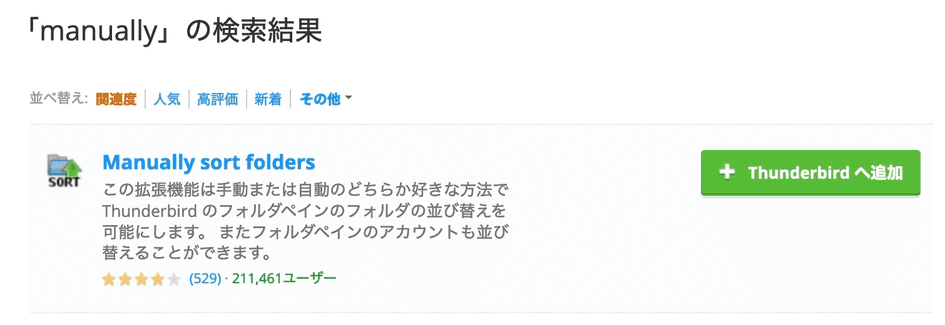 「manually」の検索結果
並べ替え: 関連度 人気 高評価 新着 その他
Manually sort folders
SORT
この拡張機能は手動または自動のどちらか好きな方法で
Thunderbird のフォルダペインのフォルダの並び替えを
可能にします。 またフォルダペインのアカウントも並び
替えることができます。
(529) · 211,461ユーザー
Thunderbird へ追加